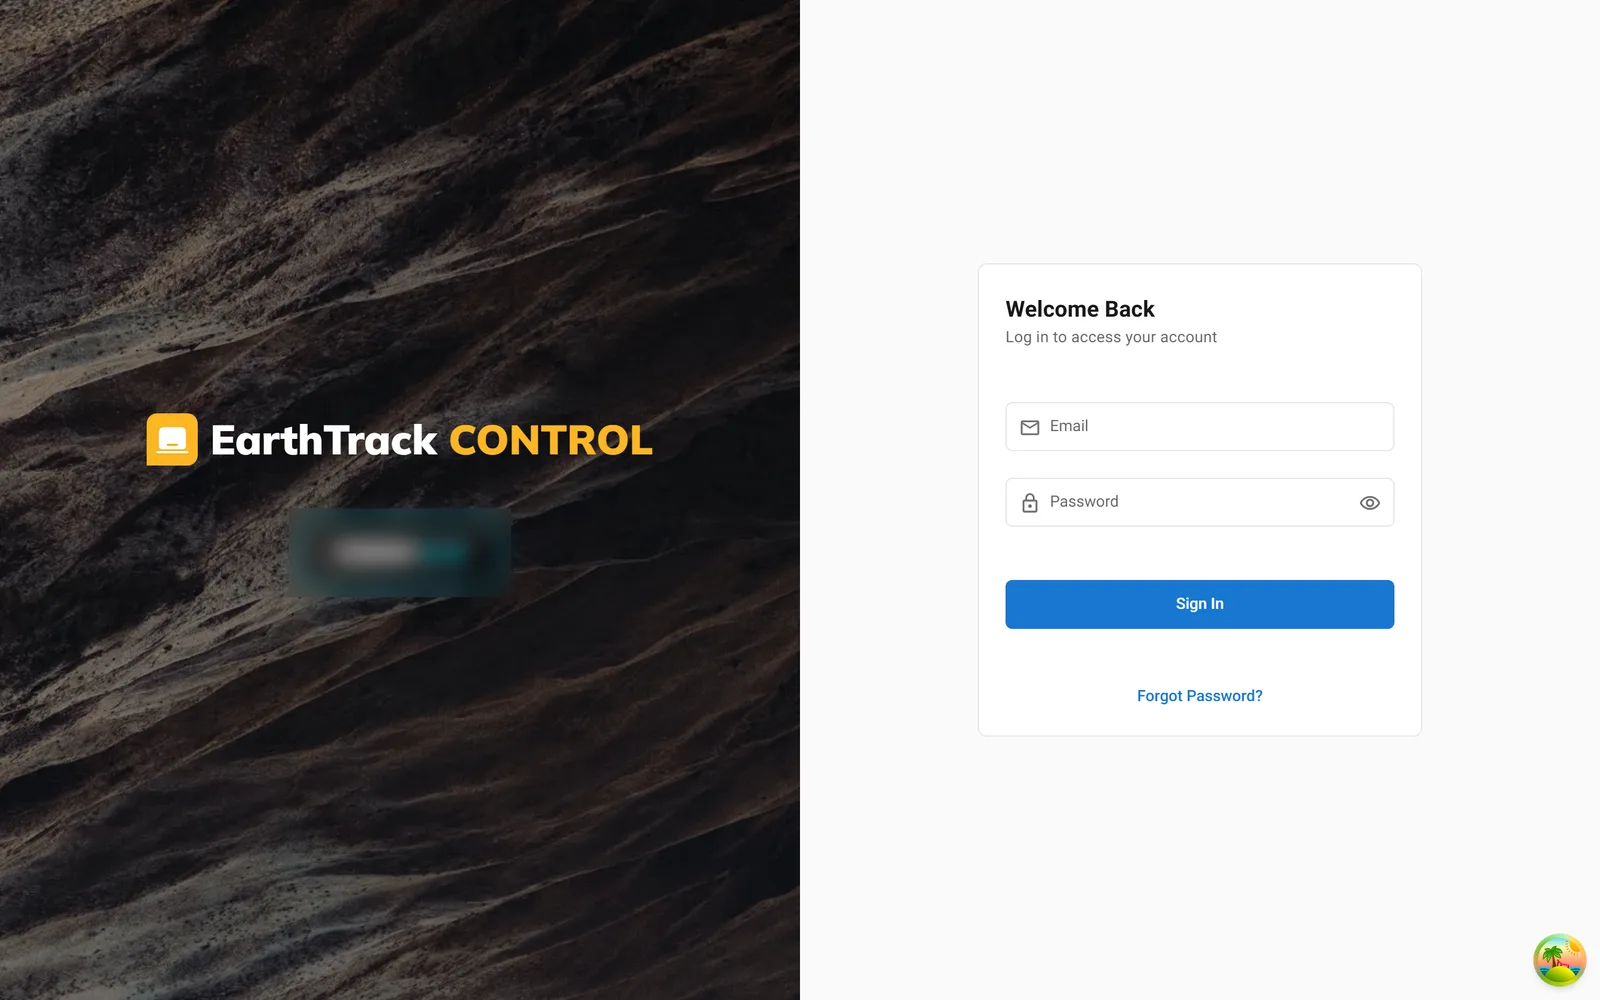 EarthTrack CONTROL
Welcome Back
Log in to access your account
Email
Password
Sign In
Forgot Password?